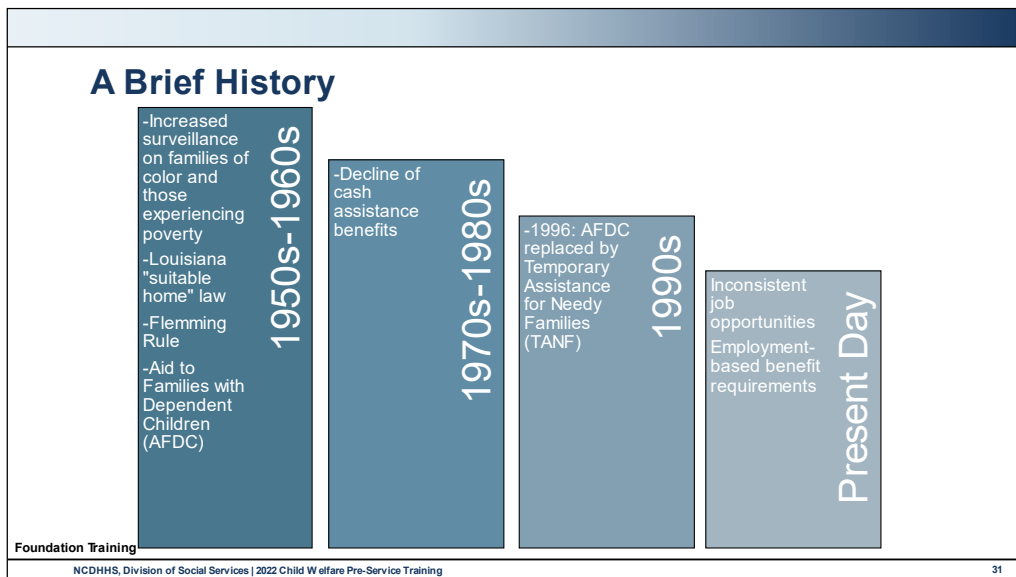 A Brief History
-Increased
surveillance
on families of
color and
those
experiencing
poverty
-Louisiana
"suitable
home" law
-Flemming
Rule
-Aid to
Families with
Dependent
Children
(AFDC)
1950s-1960s
-Decline of
cash
assistance
benefits
1970s-1980s
-1996: AFDC
replaced by
Temporary
Assistance
for Needy
Families
(TANF)
1990s
Inconsistent
job
opportunities
Employment-
based benefit
requirements
Present Day
Foundation Training
NCDHHS, Division of Social Services | 2022 Child Welfare Pre-Service Training
31